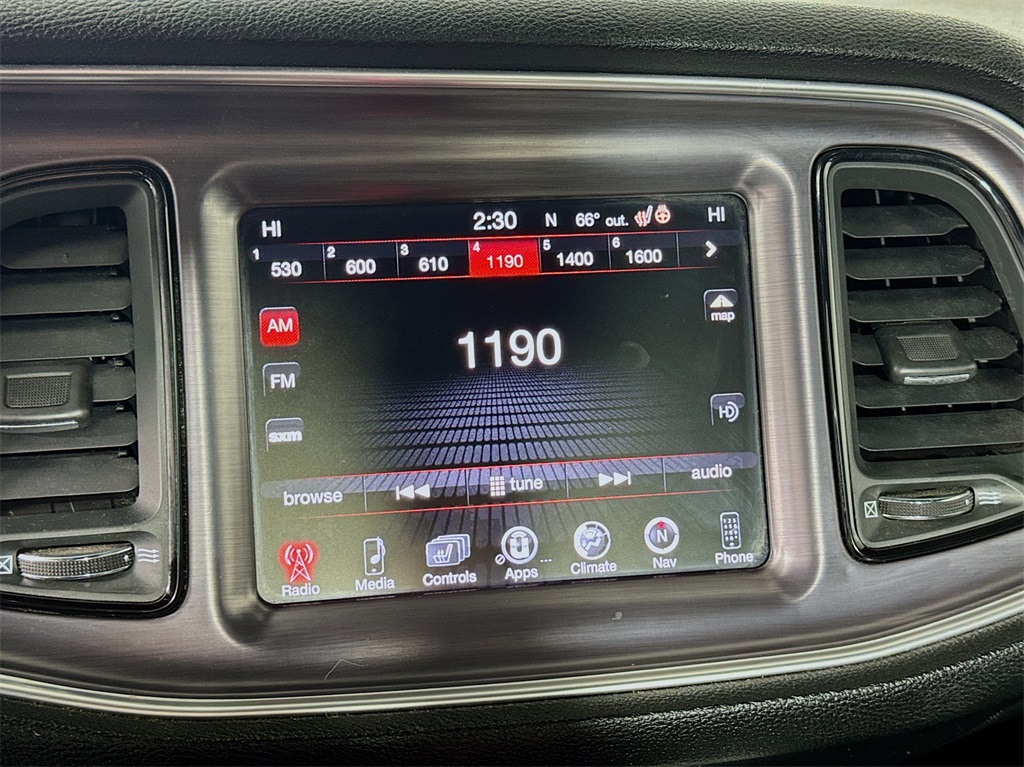 HI 2:30 N 66° out. HI
1 530 2 600 3 610 4 1190 5 1400 6 1600
map
AM
1190
FM
HD
sxm
browse tune audio
Radio Media Controls Apps Climate N Nav Phone